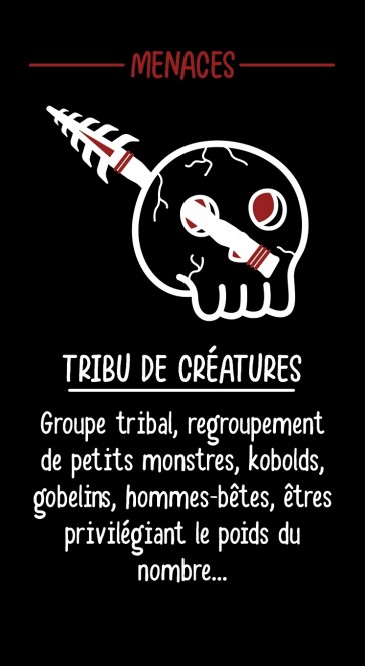 MENACES
TRIBU DE CRÉATURES
Groupe tribal, regroupement
de petits monstres, kobolds,
gobelins, hommes-bêtes, êtres
privilégiant le poids du
nombre...